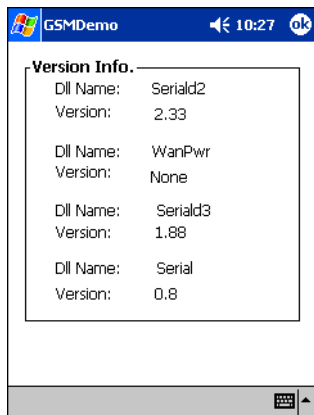 GSMDemo 10:27 ok
Version Info.
Dll Name: Seriald2
Version: 2.33
Dll Name: WanPwr
Version: None
Dll Name: Seriald3
Version: 1.88
Dll Name: Serial
Version: 0.8